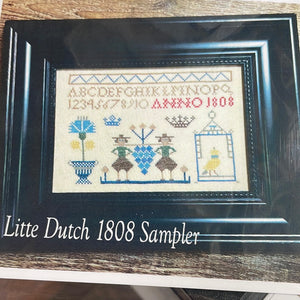 ABCDEFGHIKLMNOPQ
12345678910 ANNO 1808
Litte Dutch 1808 Sampler